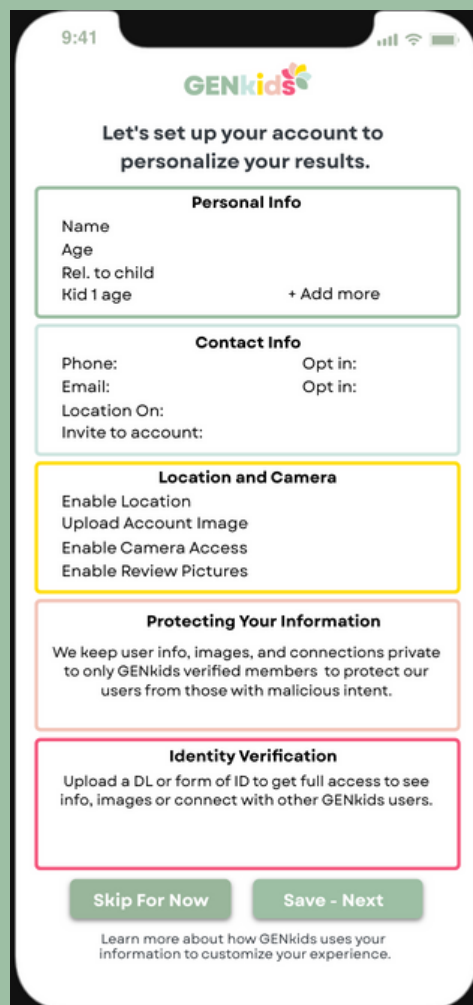 9:41
GENkids
Let's set up your account to
personalize your results.
Personal Info
Name
Age
Rel. to child
Kid 1 age + Add more
Contact Info
Phone: Opt in:
Email: Opt in:
Location On:
Invite to account:
Location and Camera
Enable Location
Upload Account Image
Enable Camera Access
Enable Review Pictures
Protecting Your Information
We keep user info, images, and connections private
to only GENkids verified members to protect our
users from those with malicious intent.
Identity Verification
Upload a DL or form of ID to get full access to see
info, images or connect with other GENkids users.
Skip For Now Save - Next
Learn more about how GENkids uses your
information to customize your experience.